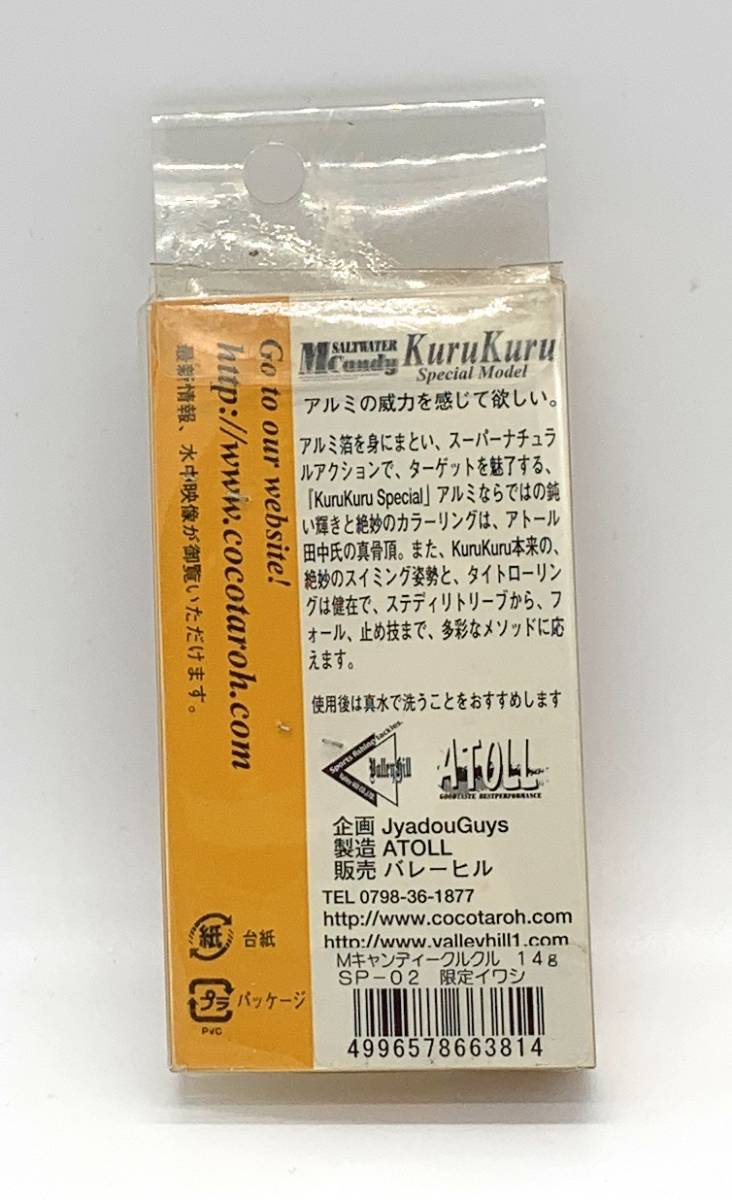 Go to our website!
http://www.cocotaroh.com
最新情報、水中映像が御覧いただけます。
SALTWATER
MCandy KuruKuru
Special Model
アルミの威力を感じて欲しい。
アルミ箔を身にまとい、スーパーナチュラ
ルアクションで、ターゲットを魅了する、
「KuruKuru Special」アルミならではの鈍
い輝きと絶妙のカラーリングは、アトール
田中氏の真骨頂。また、KuruKuru本来の、
絶妙のスイミング姿勢と、タイトローリン
グは健在で、ステディリトリーブから、フ
ォール、止め技まで、多彩なメソッドに応
えます。
使用後は真水で洗うことをおすすめします
Sports fishing tackles.
ValleyHill
ATOLL
GOODTASTE BESTPERFORMANCE
企画 JyadouGuys
製造 ATOLL
販売 バレーヒル
TEL 0798-36-1877
http://www.cocotaroh.com
http://www.valleyhill1.com
Mキャンディークルクル 14g
SP-02 限定イワシ
4996578663814
紙 台紙
プラ パッケージ
PVC